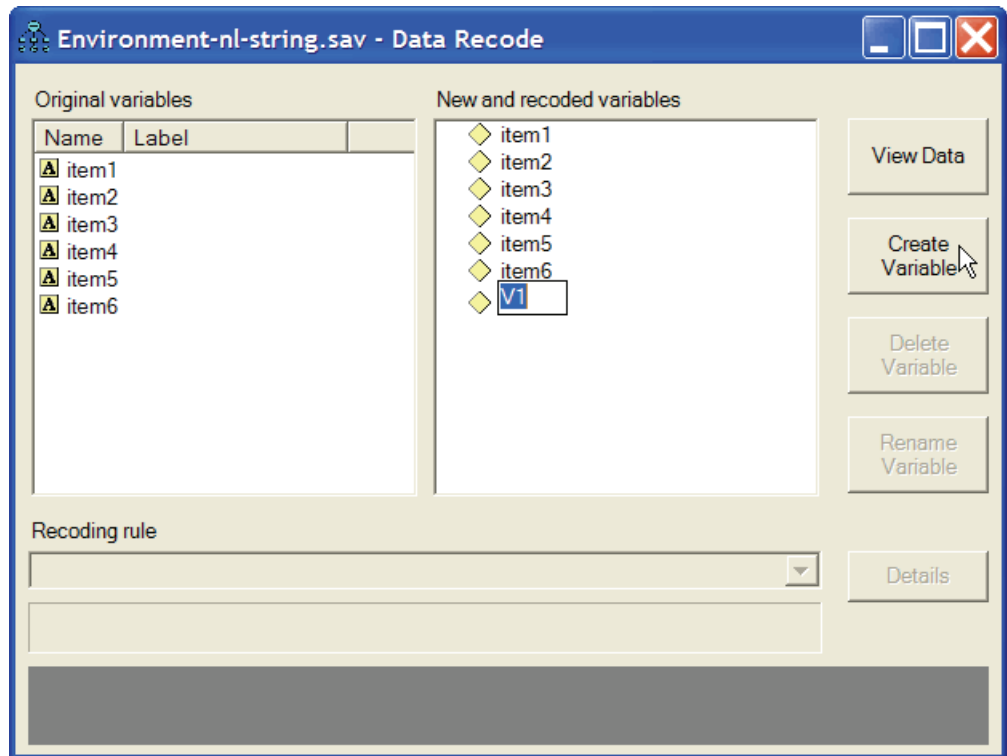 Environment-nl-string.sav - Data Recode
Original variables
Name Label
A item1
A item2
A item3
A item4
A item5
A item6
New and recoded variables
item1
item2
item3
item4
item5
item6
V1
View Data
Create
Variable
Delete
Variable
Rename
Variable
Recoding rule
Details